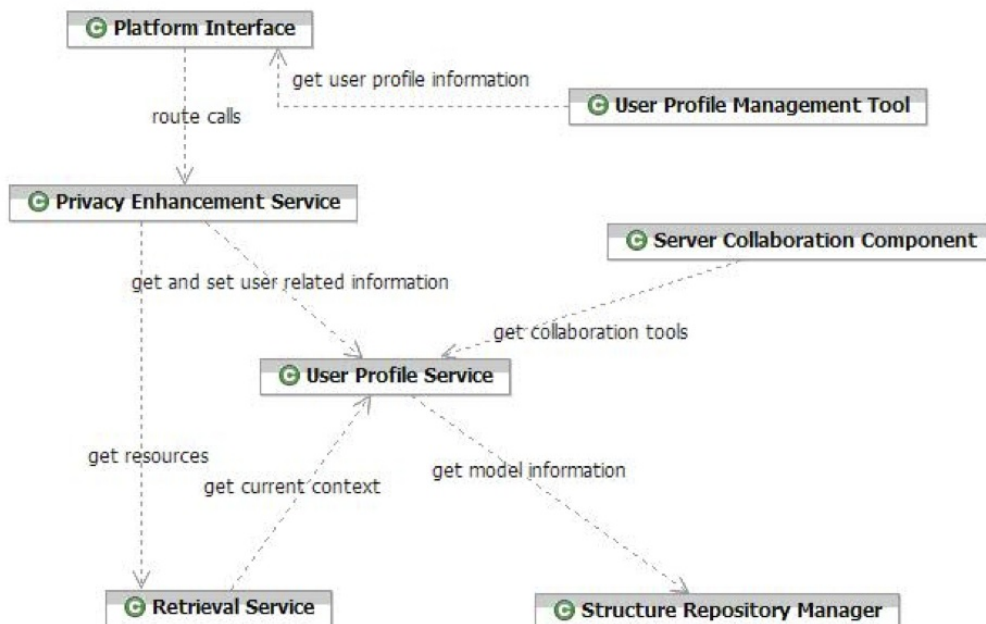 C Platform Interface
get user profile information
C User Profile Management Tool
route calls
C Privacy Enhancement Service
C Server Collaboration Component
get and set user related information
get collaboration tools
C User Profile Service
get resources
get model information
get current context
C Retrieval Service
C Structure Repository Manager